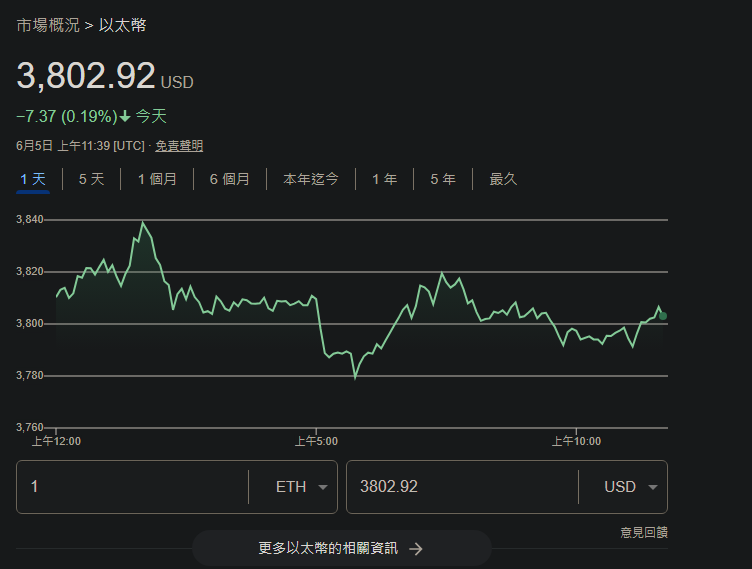 市場概況 > 以太幣
3,802.92 USD
−7.37 (0.19%)↓ 今天
6月5日 上午11:39 [UTC] · 免責聲明
1 天 5 天 1 個月 6 個月 本年迄今 1 年 5 年 最久
3,840
3,820
3,800
3,780
3,760
上午12:00 上午5:00 上午10:00
1 ETH 3802.92 USD
意見回饋
更多以太幣的相關資訊 →